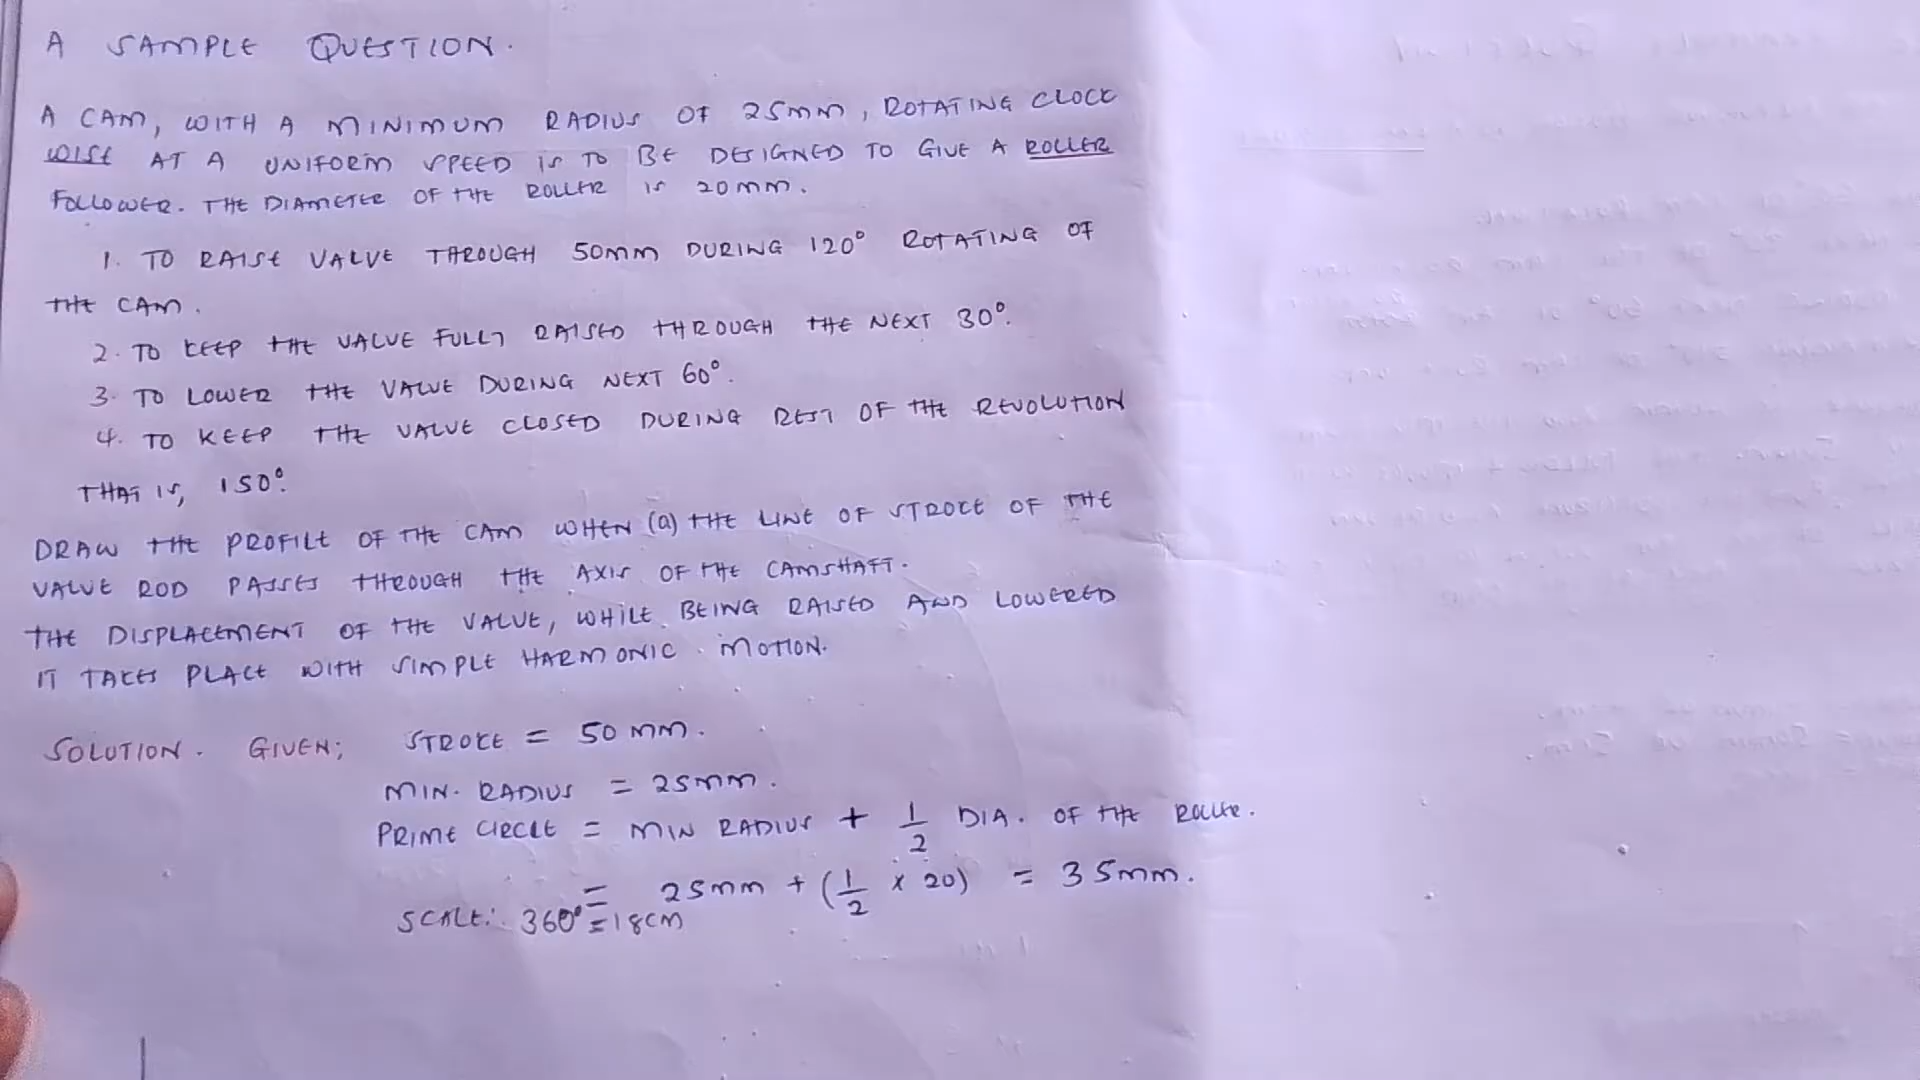 A SAMPLE QUESTION.
A CAM, WITH A MINIMUM RADIUS OF 25mm, ROTATING CLOCK
WISE AT A UNIFORM SPEED IS TO BE DESIGNED TO GIVE A ROLLER
FOLLOWER. THE DIAMETER OF THE ROLLER IS 20mm.
1. TO RAISE VALVE THROUGH 50mm DURING 120° ROTATING OF
THE CAM.
2. TO KEEP THE VALVE FULLY RAISED THROUGH THE NEXT 30°.
3. TO LOWER THE VALVE DURING NEXT 60°.
4. TO KEEP THE VALVE CLOSED DURING REST OF THE REVOLUTION
THAT IS, 150°.
DRAW THE PROFILE OF THE CAM WHEN (a) THE LINE OF STROKE OF THE
VALVE ROD PASSES THROUGH THE AXIS OF THE CAMSHAFT.
THE DISPLACEMENT OF THE VALVE, WHILE BEING RAISED AND LOWERED
IT TAKES PLACE WITH SIMPLE HARMONIC MOTION.
SOLUTION. GIVEN; STROKE = 50mm.
MIN. RADIUS = 25mm.
PRIME CIRCLE = MIN RADIUS + 1/2 DIA. OF THE ROLLER.
= 25mm + (1/2 x 20) = 35mm.
SCALE: 360° = 18cm